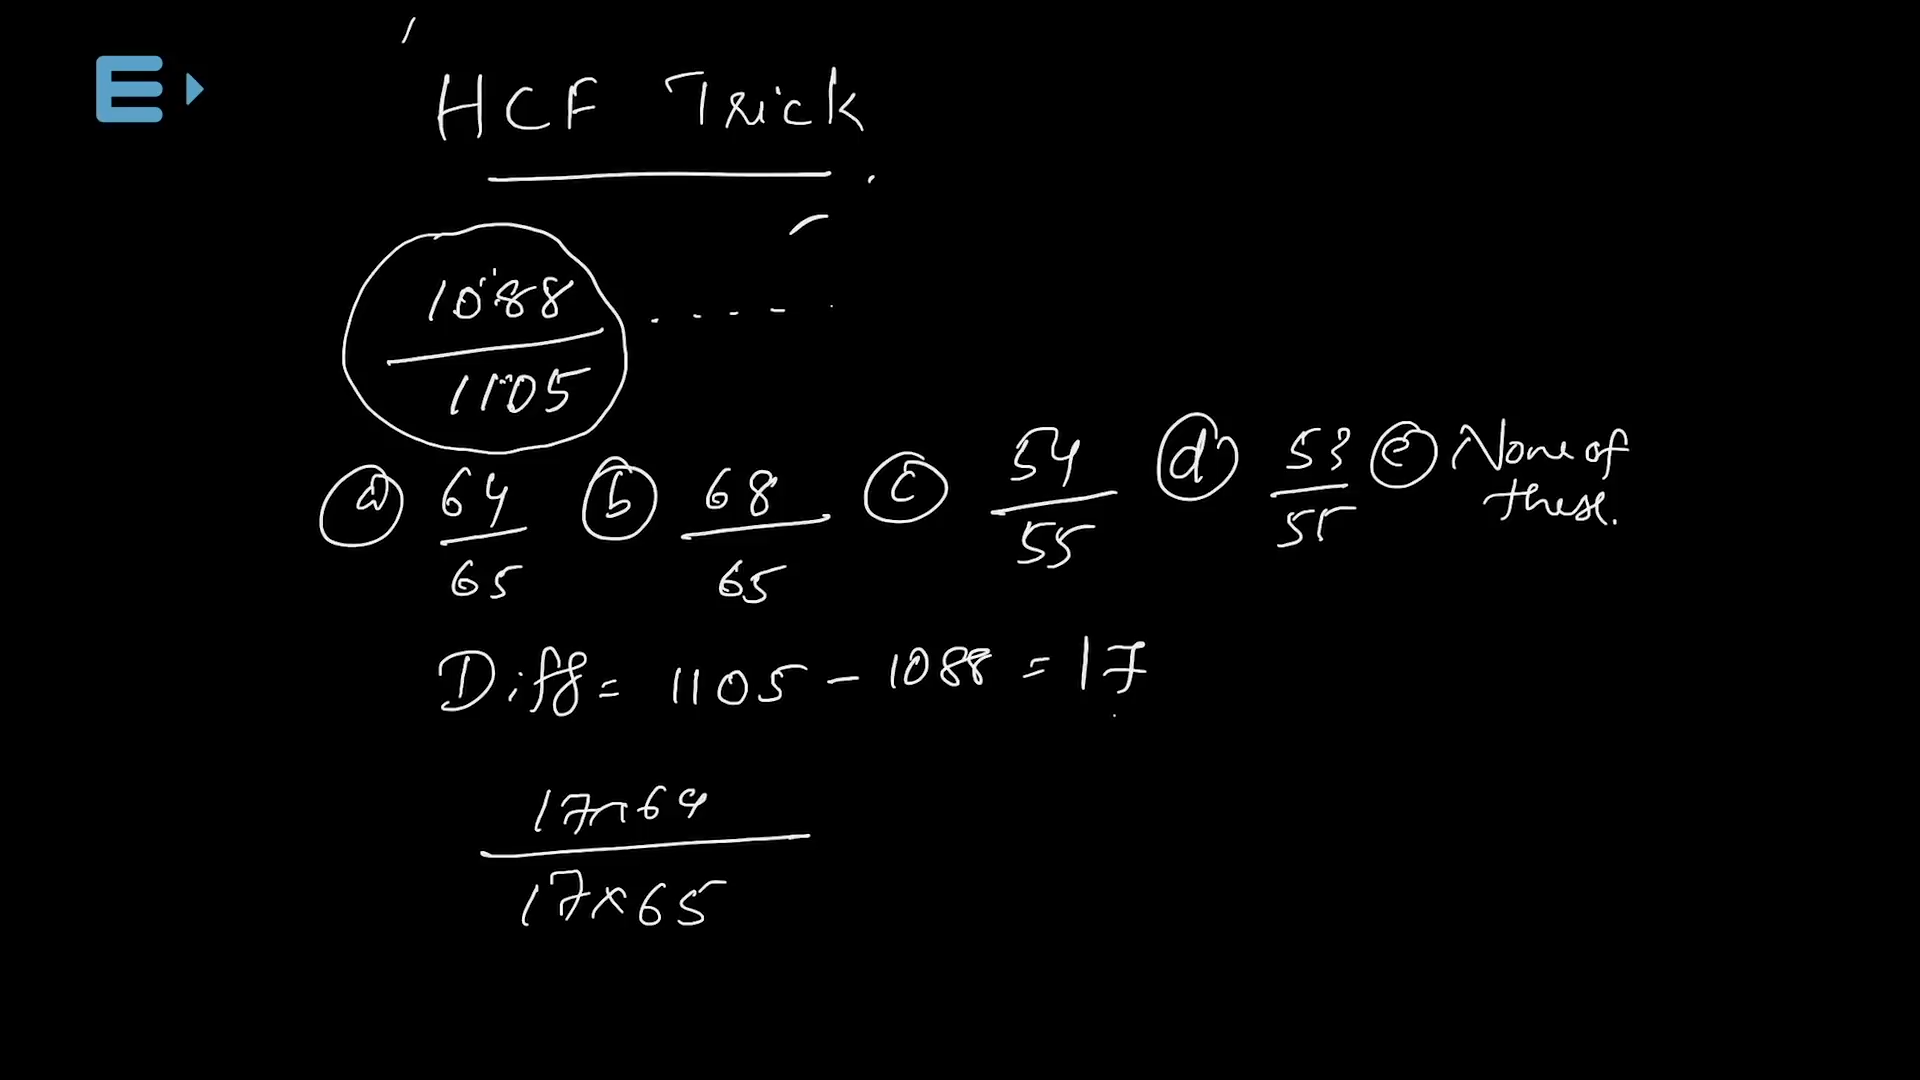 HCF Trick
1088
1105
(a) 64/65 (b) 68/65 (c) 54/55 (d) 53/55 (e) None of these.
Diff = 1105 - 1088 = 17
17×64
17×65